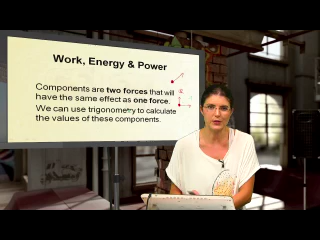 Work, Energy & Power
Components are two forces that will
have the same effect as one force.
We can use trigonometry to calculate
the values of these components.